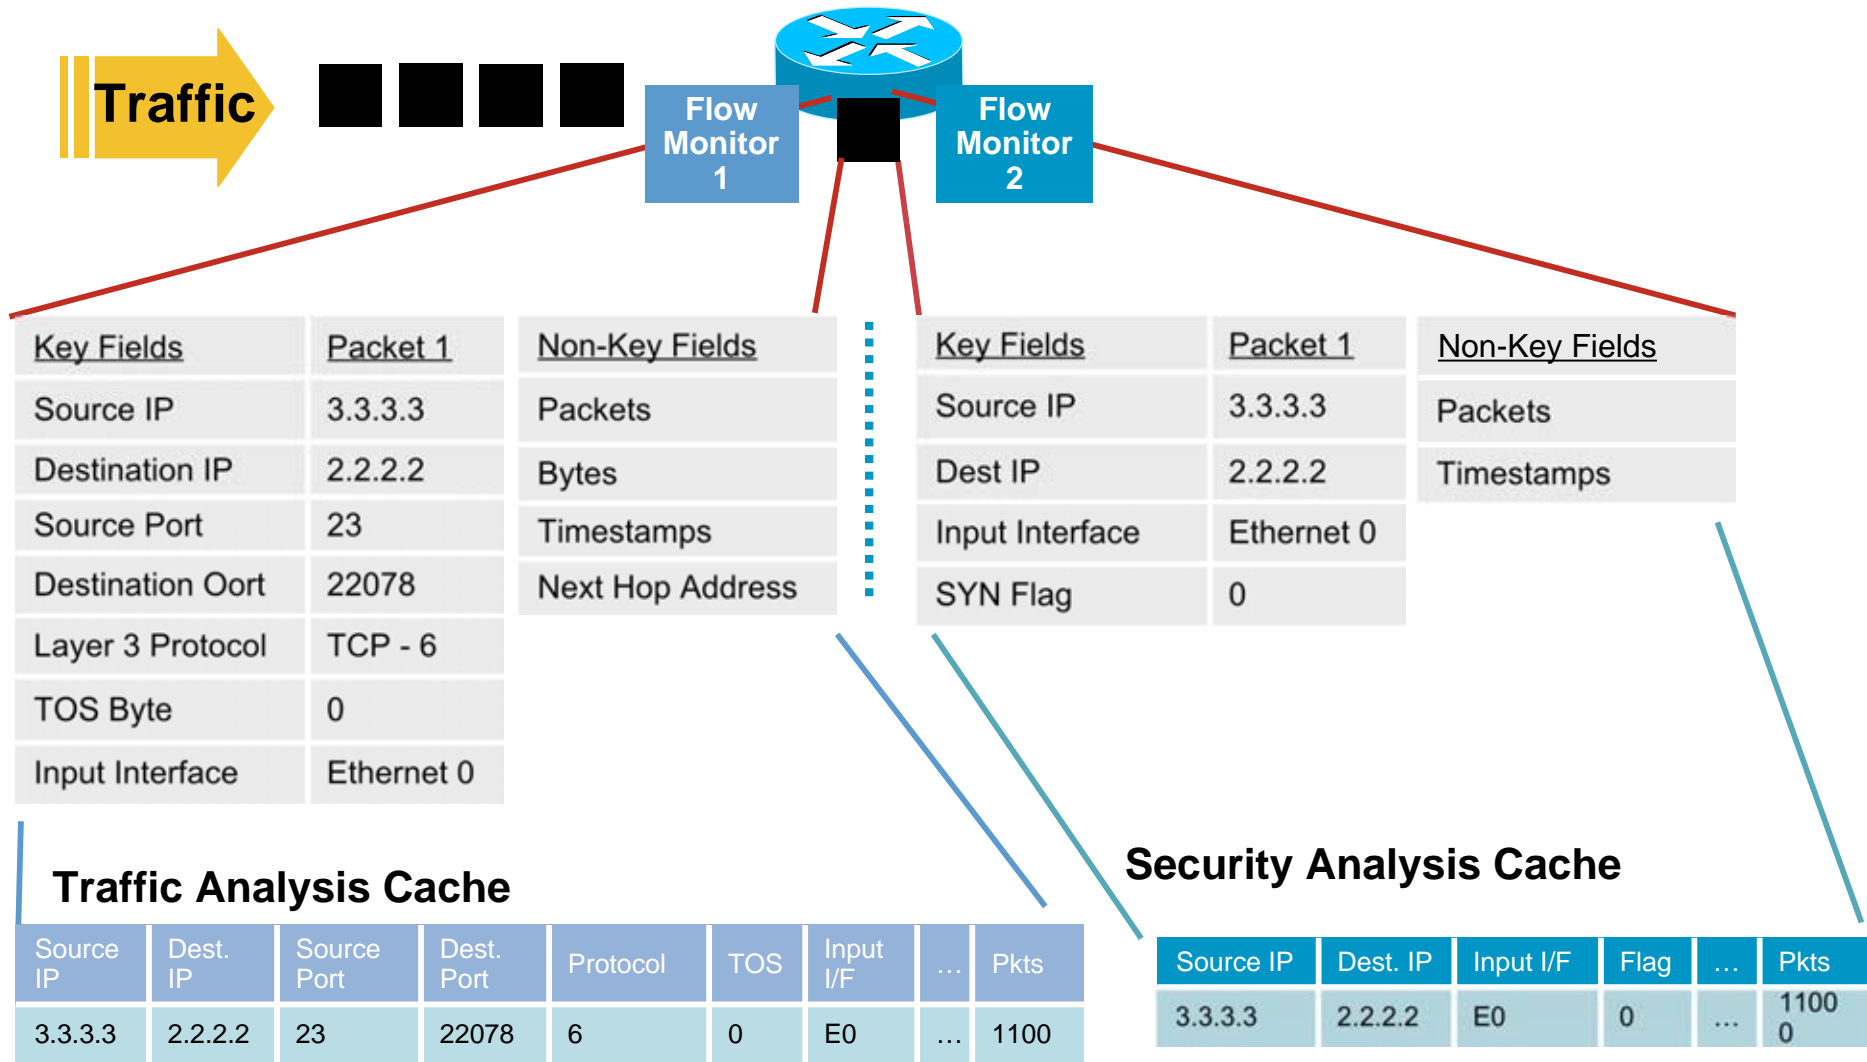 Traffic
Flow
Monitor
1
Flow
Monitor
2
Key Fields Packet 1 Non-Key Fields
Source IP 3.3.3.3 Packets
Destination IP 2.2.2.2 Bytes
Source Port 23 Timestamps
Destination Oort 22078 Next Hop Address
Layer 3 Protocol TCP - 6
TOS Byte 0
Input Interface Ethernet 0
Key Fields Packet 1 Non-Key Fields
Source IP 3.3.3.3 Packets
Dest IP 2.2.2.2 Timestamps
Input Interface Ethernet 0
SYN Flag 0
Traffic Analysis Cache
Source IP Dest. IP Source Port Dest. Port Protocol TOS Input I/F … Pkts
3.3.3.3 2.2.2.2 23 22078 6 0 E0 … 1100
Security Analysis Cache
Source IP Dest. IP Input I/F Flag … Pkts
3.3.3.3 2.2.2.2 E0 0 … 1100
0